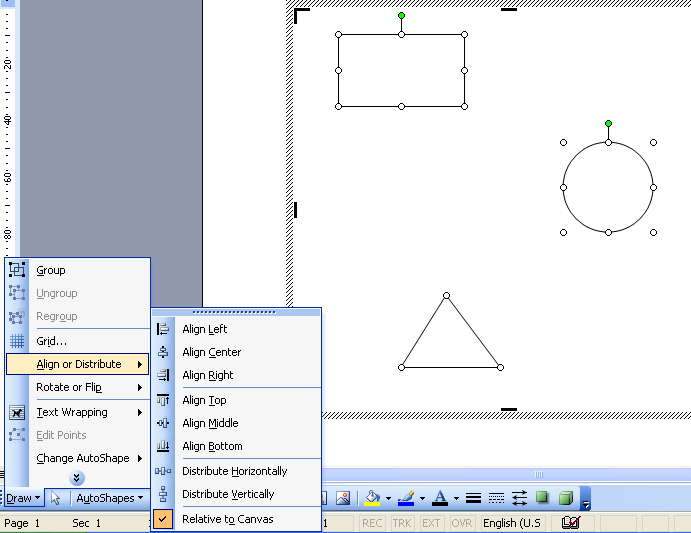 20
40
60
80
Group
Ungroup
Regroup
Grid...
Align or Distribute
Rotate or Flip
Text Wrapping
Edit Points
Change AutoShape
Align Left
Align Center
Align Right
Align Top
Align Middle
Align Bottom
Distribute Horizontally
Distribute Vertically
Relative to Canvas
Draw
AutoShapes
A
Page 1 Sec 1 1 REC TRK EXT OVR English (U.S